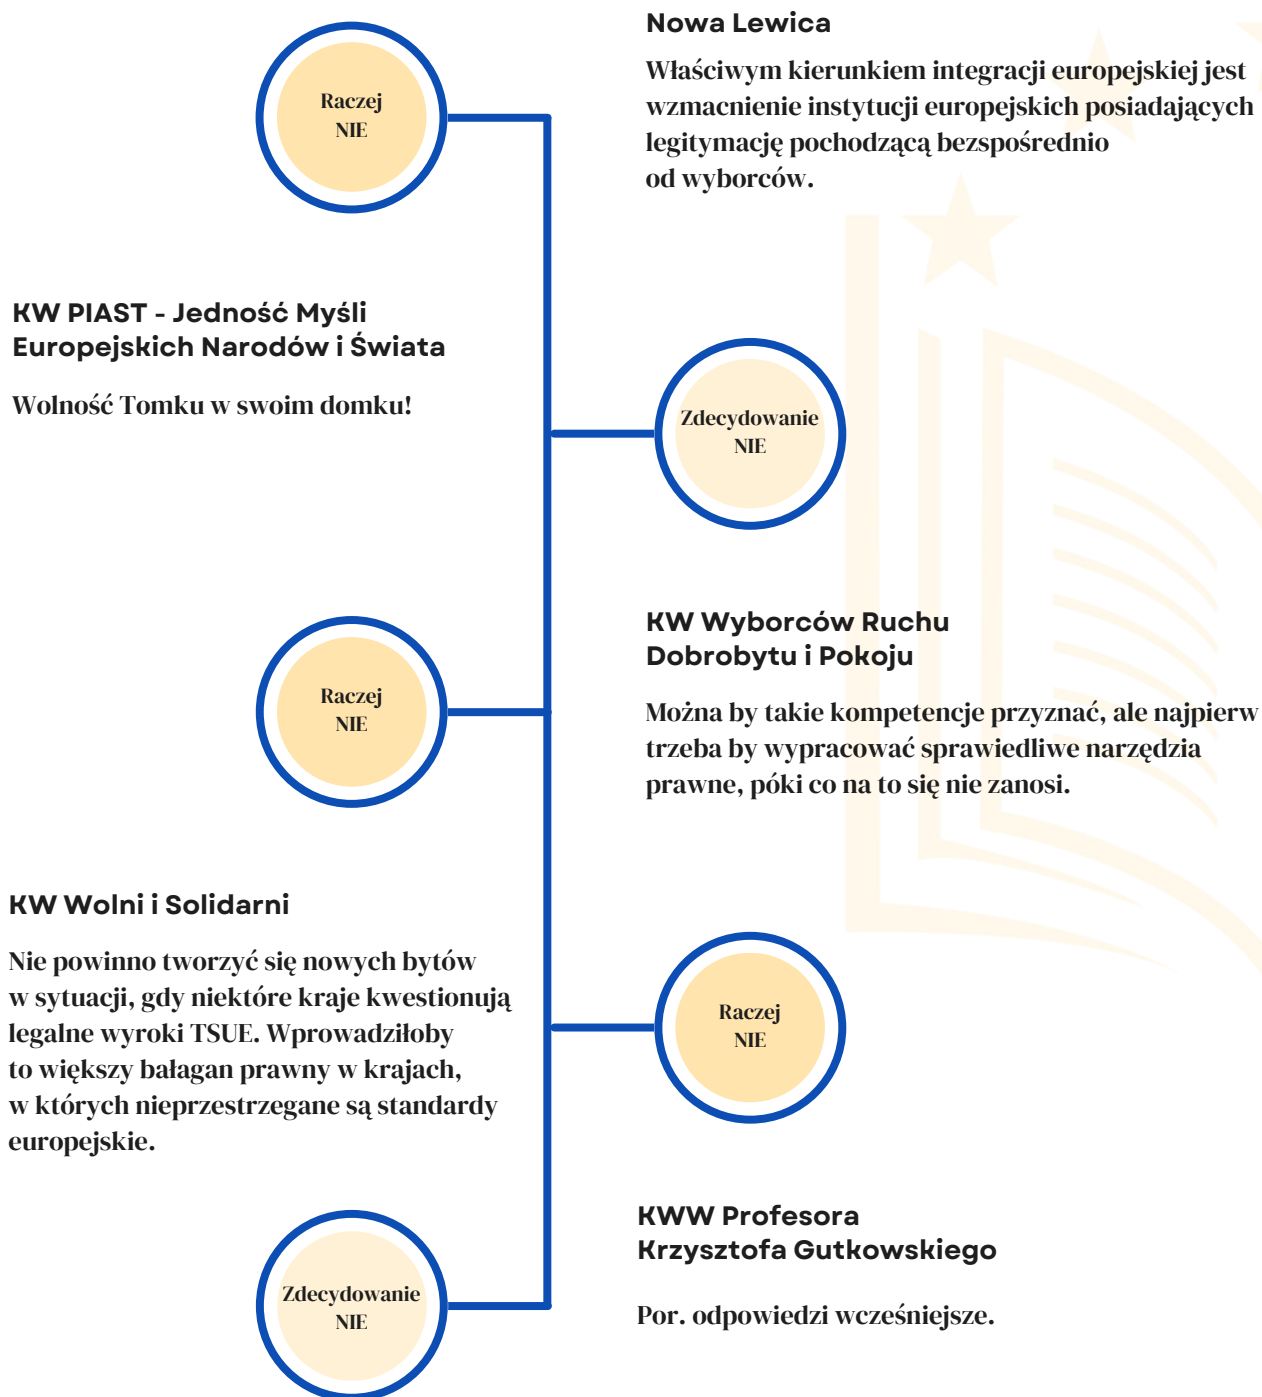 Raczej
NIE
Nowa Lewica
Właściwym kierunkiem integracji europejskiej jest
wzmacnienie instytucji europejskich posiadających
legitymację pochodzącą bezspośrednio
od wyborców.
KW PIAST - Jedność Myśli
Europejskich Narodów i Świata
Wolność Tomku w swoim domku!
Zdecydowanie
NIE
Raczej
NIE
KW Wyborców Ruchu
Dobrobytu i Pokoju
Można by takie kompetencje przyznać, ale najpierw
trzeba by wypracować sprawiedliwe narzędzia
prawne, póki co na to się nie zanosi.
KW Wolni i Solidarni
Nie powinno tworzyć się nowych bytów
w sytuacji, gdy niektóre kraje kwestionują
legalne wyroki TSUE. Wprowadziłoby
to większy bałagan prawny w krajach,
w których nieprzestrzegane są standardy
europejskie.
Raczej
NIE
Zdecydowanie
NIE
KWW Profesora
Krzysztofa Gutkowskiego
Por. odpowiedzi wcześniejsze.